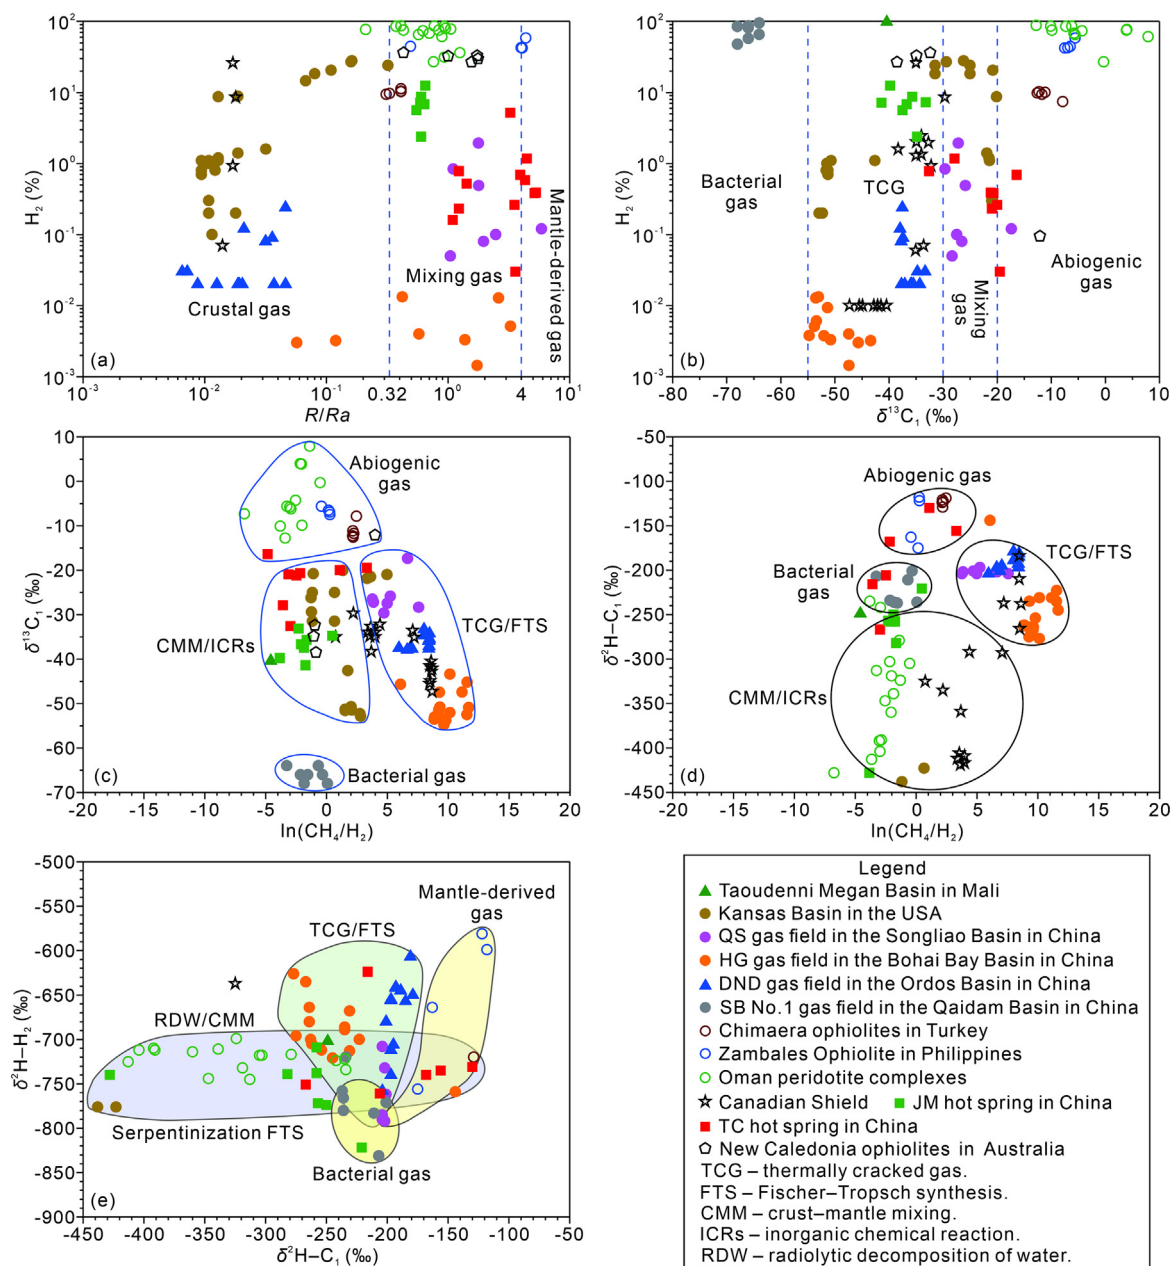 H₂ (%)
10²
10¹
10⁰
10⁻¹
10⁻²
10⁻³
Crustal gas
Mixing gas
Mantle-derived gas
(a)
10⁻³
10⁻²
10⁻¹
0.32
10⁰
4
10¹
R/Ra
H₂ (%)
10²
10¹
10⁰
10⁻¹
10⁻²
10⁻³
Bacterial
gas
TCG
Mixing
gas
Abiogenic
gas
(b)
-80
-70
-60
-50
-40
-30
-20
-10
0
10
δ¹³C₁ (‰)
δ¹³C₁ (‰)
10
0
-10
-20
-30
-40
-50
-60
-70
Abiogenic
gas
CMM/ICRs
TCG/FTS
Bacterial gas
(c)
-20
-15
-10
-5
0
5
10
15
20
ln(CH₄/H₂)
δ²H–C₁ (‰)
-50
-100
-150
-200
-250
-300
-350
-400
-450
Abiogenic gas
TCG/FTS
Bacterial
gas
CMM/ICRs
(d)
-20
-15
-10
-5
0
5
10
15
20
ln(CH₄/H₂)
δ²H–H₂ (‰)
-500
-550
-600
-650
-700
-750
-800
-850
-900
Mantle-derived
gas
TCG/FTS
RDW/CMM
Serpentinization FTS
Bacterial gas
(e)
-450
-400
-350
-300
-250
-200
-150
-100
-50
δ²H–C₁ (‰)
Legend
Taoudenni Megan Basin in Mali
Kansas Basin in the USA
QS gas field in the Songliao Basin in China
HG gas field in the Bohai Bay Basin in China
DND gas field in the Ordos Basin in China
SB No.1 gas field in the Qaidam Basin in China
Chimaera ophiolites in Turkey
Zambales Ophiolite in Philippines
Oman peridotite complexes
Canadian Shield JM hot spring in China
TC hot spring in China
New Caledonia ophiolites in Australia
TCG – thermally cracked gas.
FTS – Fischer–Tropsch synthesis.
CMM – crust–mantle mixing.
ICRs – inorganic chemical reaction.
RDW – radiolytic decomposition of water.